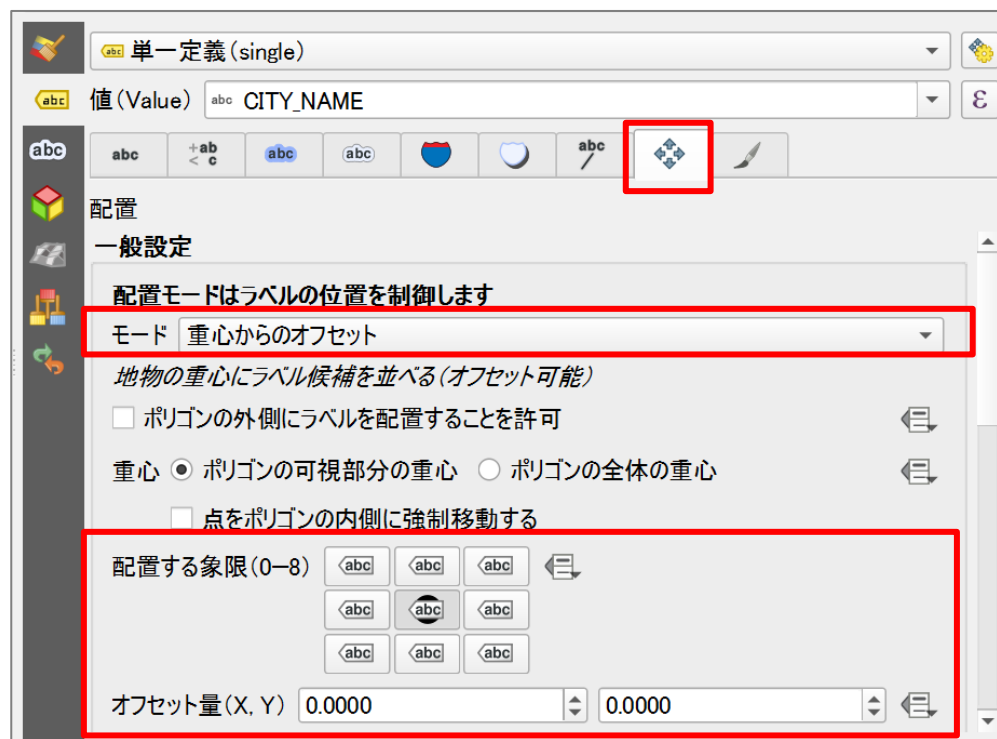 abc 単一定義(single)
abc 値(Value) abc CITY_NAME ε
abc abc +ab < c abc abc abc
配置
一般設定
配置モードはラベルの位置を制御します
モード 重心からのオフセット
地物の重心にラベル候補を並べる(オフセット可能)
ポリゴンの外側にラベルを配置することを許可
重心 ポリゴンの可視部分の重心 ポリゴンの全体の重心
点をポリゴンの内側に強制移動する
配置する象限(0−8) abc abc abc
abc abc abc
abc abc abc
オフセット量(X, Y) 0.0000 0.0000